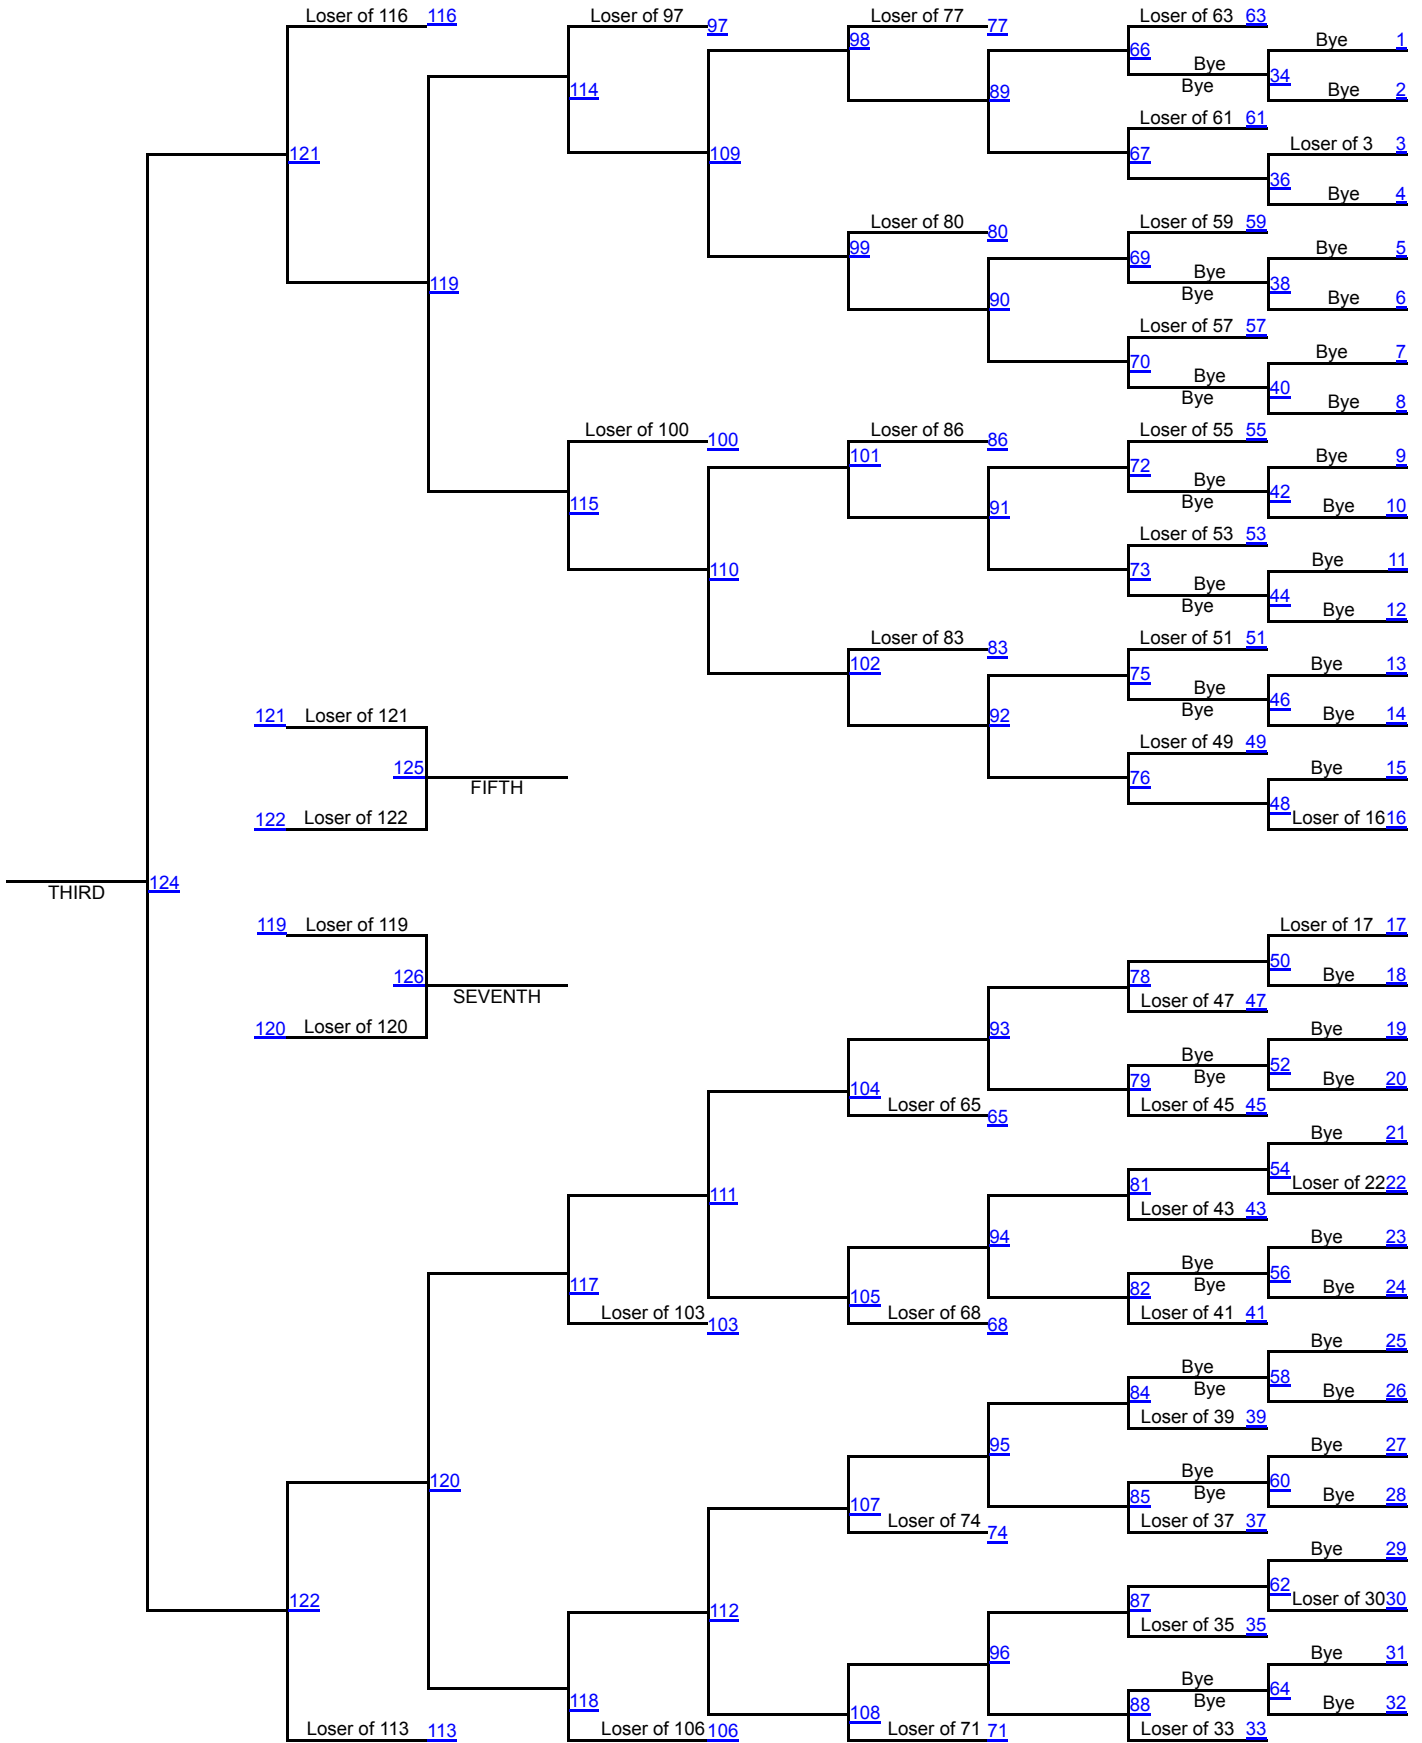 Loser of 116 116 Loser of 97 97 Loser of 77 77 Loser of 63 63
Bye 1
98 66
Bye 34
Bye
114 89 Bye 2
Loser of 61 61
Loser of 3 3
121 109 67
36 Bye 4
Loser of 80 80 Loser of 59 59
99 69 Bye 5
Bye 38
119 Bye
90 Bye 6
Loser of 57 57
Bye 7
70
Bye 40
Bye Bye 8
Loser of 100 100 Loser of 86 86 Loser of 55 55
101 72 Bye 9
Bye 42
115 91 Bye Bye 10
Loser of 53 53
Bye 11
110 73
Bye 44
Bye Bye 12
Loser of 83 83 Loser of 51 51
102 75 Bye 13
Bye 46
121 Loser of 121 92 Bye Bye 14
Loser of 49 49
125 76 Bye 15
FIFTH
122 Loser of 122 48 Loser of 16 16
124
THIRD
119 Loser of 119 Loser of 17 17
50
126 78 Bye 18
SEVENTH
Loser of 47 47
120 Loser of 120 93 Bye 19
Bye 52
104 79 Bye Bye 20
Loser of 65 65 Loser of 45 45
Bye 21
54
111 81 Loser of 22 22
Loser of 43 43
94 Bye 23
Bye 56
117 105 82 Bye Bye 24
Loser of 103 103 Loser of 68 68 Loser of 41 41
Bye 25
Bye 58
84 Bye Bye 26
Loser of 39 39
95 Bye 27
120 Bye 60
107 85 Bye Bye 28
Loser of 74 74 Loser of 37 37
Bye 29
62
122 112 87 Loser of 30 30
Loser of 35 35
96 Bye 31
Bye 64
118 108 88 Bye Bye 32
Loser of 113 113 Loser of 106 106 Loser of 71 71 Loser of 33 33